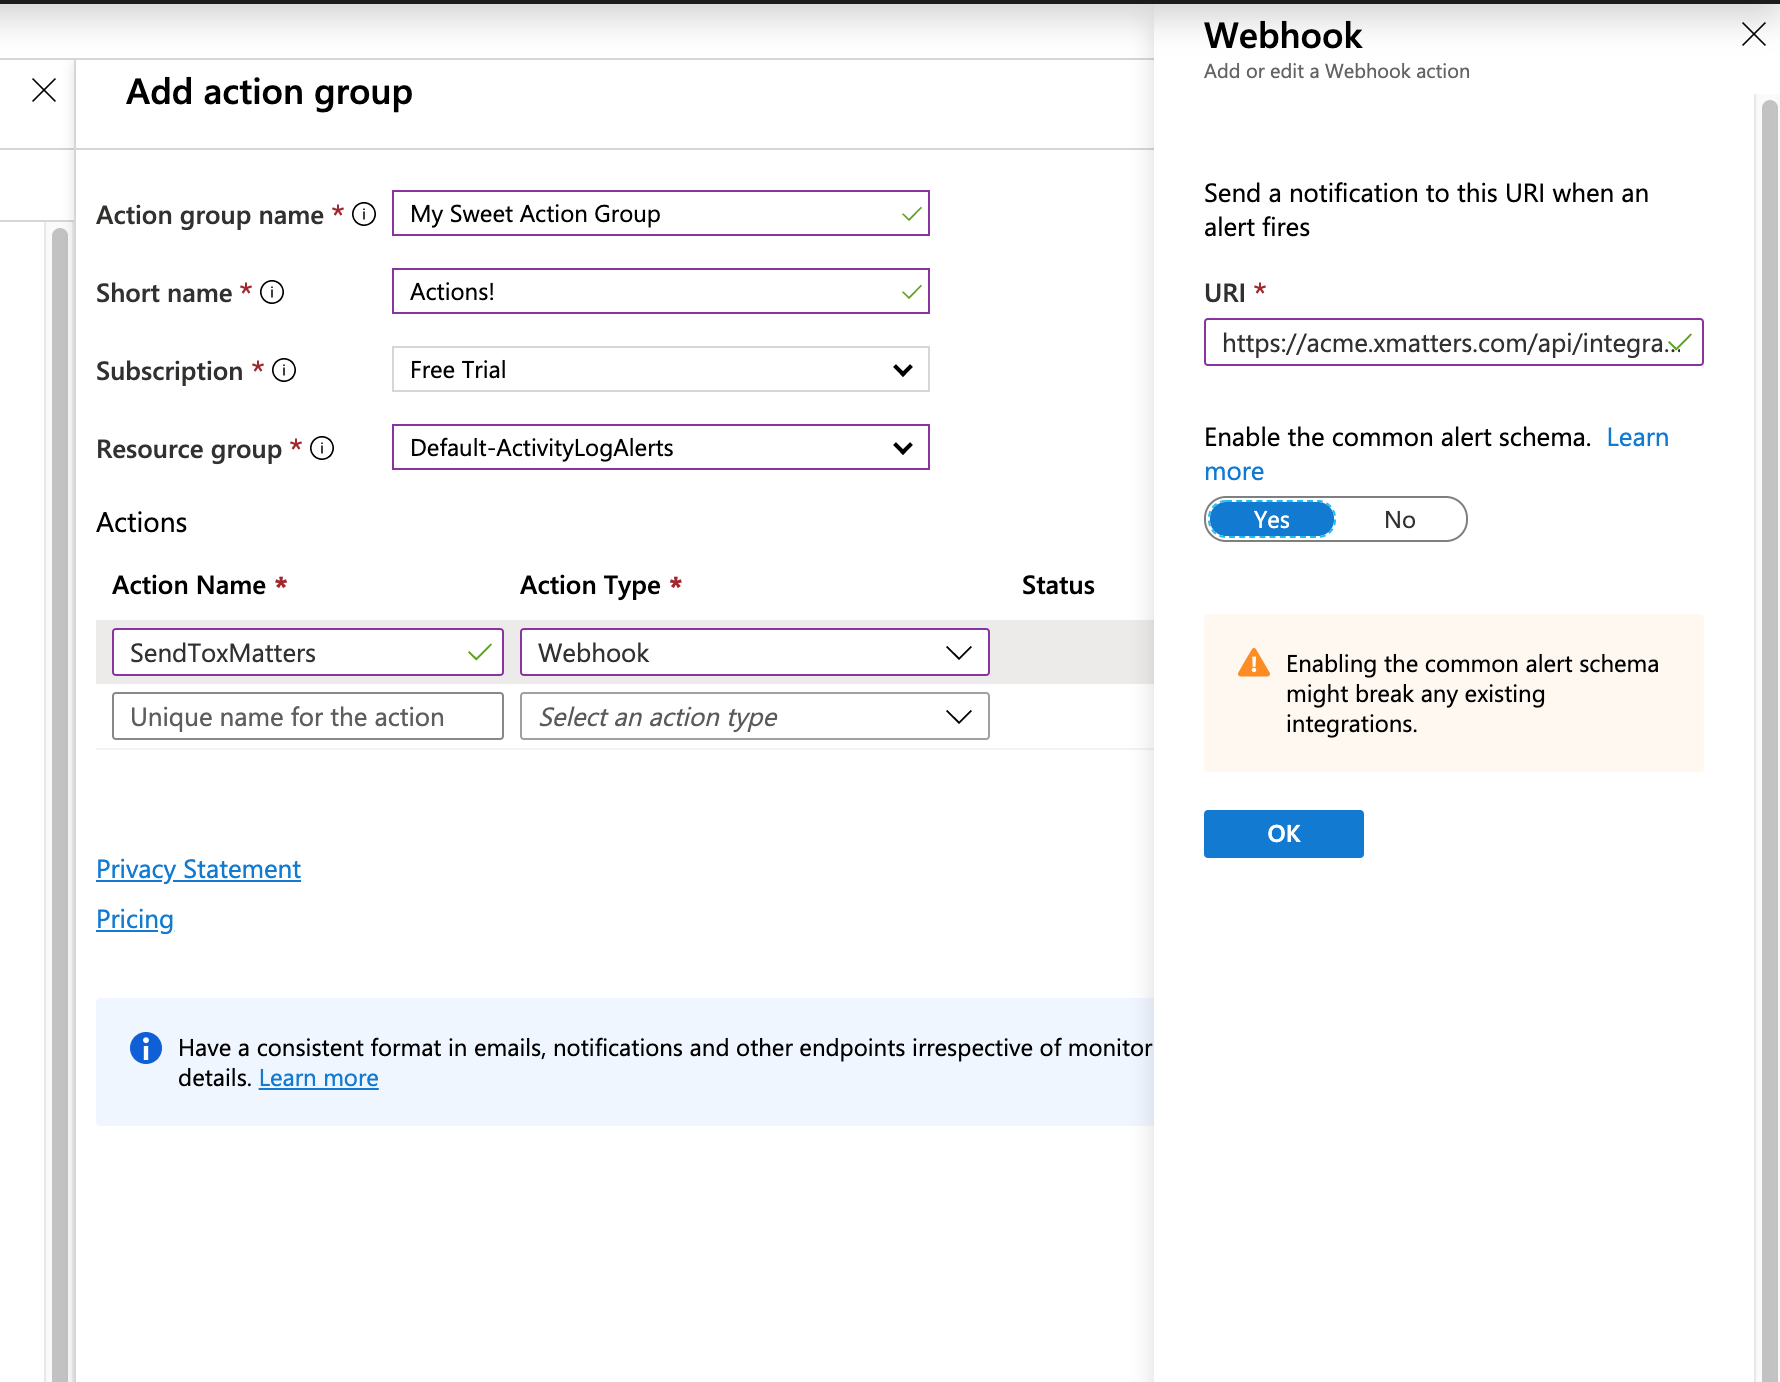 Add action group
Action group name *
My Sweet Action Group
Short name *
Actions!
Subscription *
Free Trial
Resource group *
Default-ActivityLogAlerts
Actions
Action Name * Action Type * Status
SendToxMatters Webhook
Unique name for the action Select an action type
Privacy Statement
Pricing
Have a consistent format in emails, notifications and other endpoints irrespective of monitor
details. Learn more
Webhook
Add or edit a Webhook action
Send a notification to this URI when an
alert fires
URI *
https://acme.xmatters.com/api/integra...
Enable the common alert schema. Learn
more
Yes No
Enabling the common alert schema
might break any existing
integrations.
OK